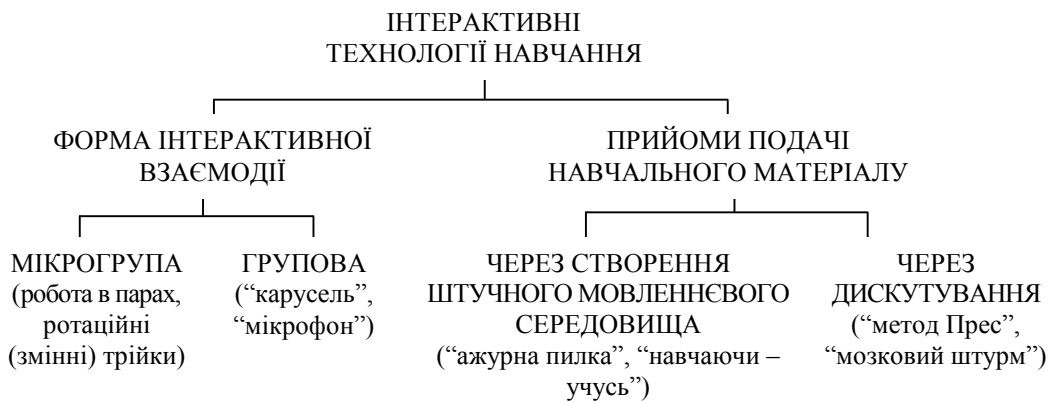 ІНТЕРАКТИВНІ
ТЕХНОЛОГІЇ НАВЧАННЯ
ФОРМА ІНТЕРАКТИВНОЇ
ВЗАЄМОДІЇ
ПРИЙОМИ ПОДАЧІ
НАВЧАЛЬНОГО МАТЕРІАЛУ
МІКРОГРУПА
(робота в парах,
ротаційні
(змінні) трійки)
ГРУПОВА
(“карусель”,
“мікрофон”)
ЧЕРЕЗ СТВОРЕННЯ
ШТУЧНОГО МОВЛЕННЄВОГО
СЕРЕДОВИЩА
(“ажурна пилка”, “навчаючи –
учусь”)
ЧЕРЕЗ
ДИСКУТУВАННЯ
(“метод Прес”,
“мозковий штурм”)